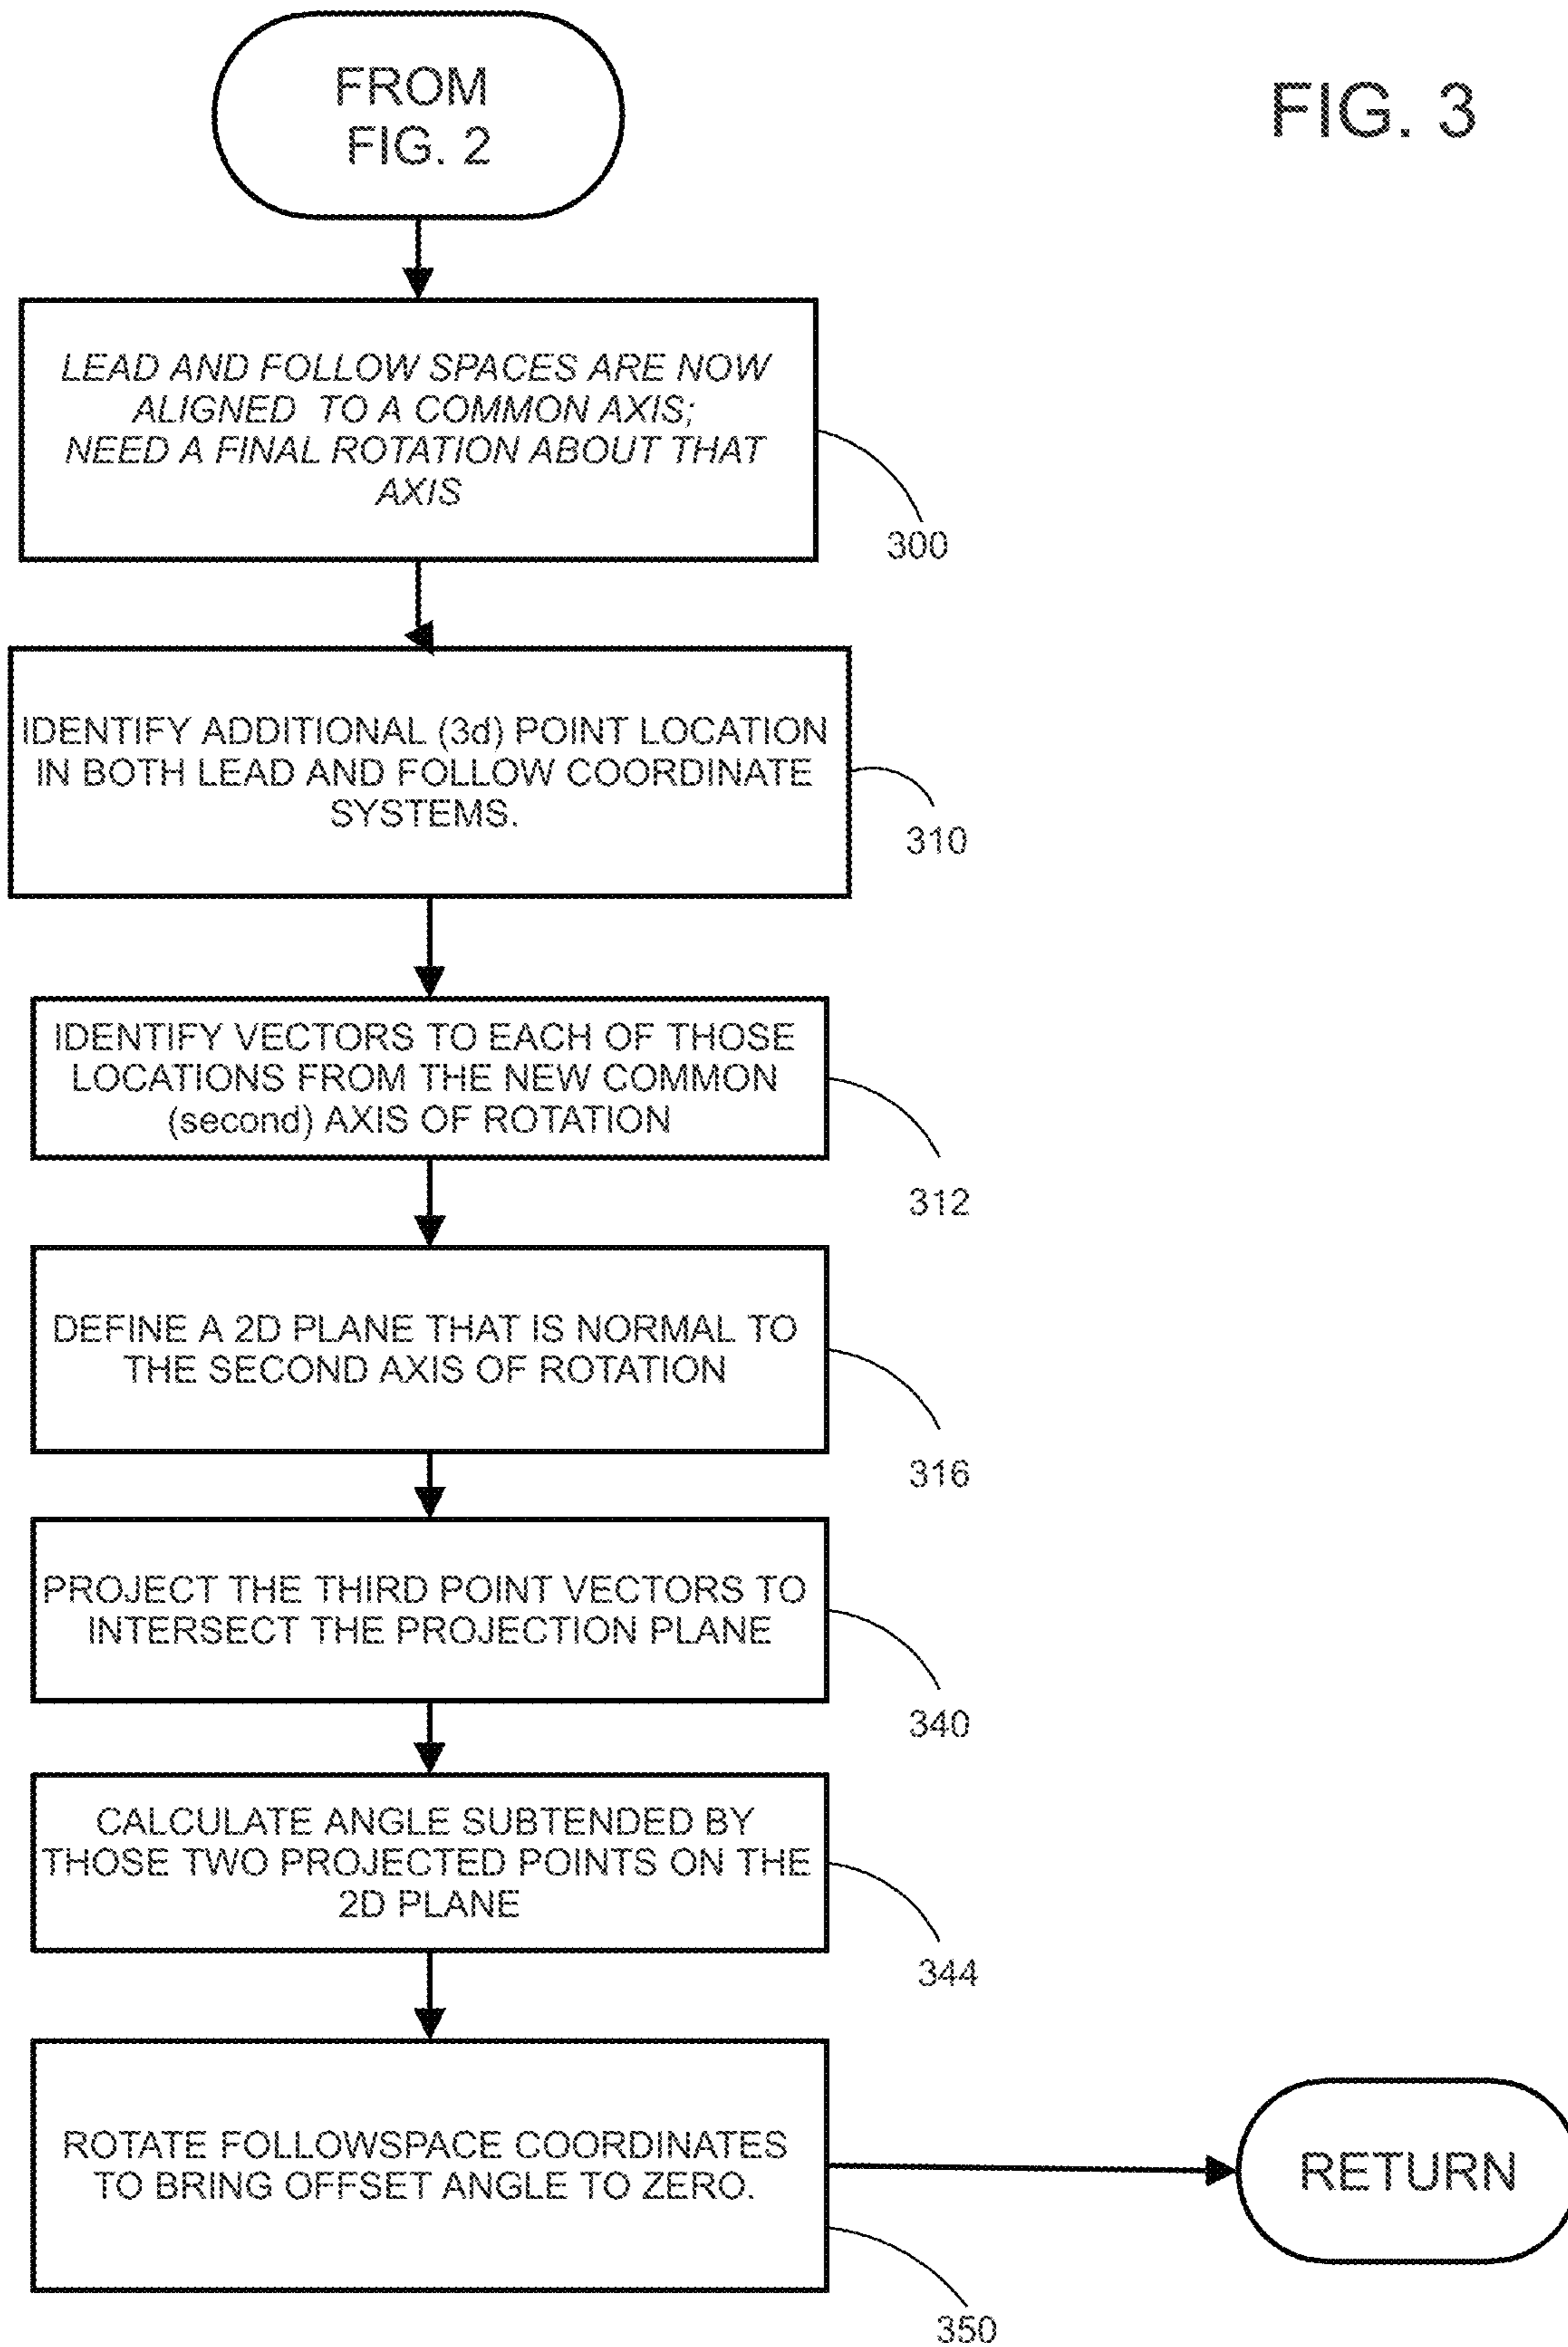 FROM
FIG. 2
FIG. 3
LEAD AND FOLLOW SPACES ARE NOW
ALIGNED TO A COMMON AXIS;
NEED A FINAL ROTATION ABOUT THAT
AXIS
300
IDENTIFY ADDITIONAL (3d) POINT LOCATION
IN BOTH LEAD AND FOLLOW COORDINATE
SYSTEMS.
310
IDENTIFY VECTORS TO EACH OF THOSE
LOCATIONS FROM THE NEW COMMON
(second) AXIS OF ROTATION
312
DEFINE A 2D PLANE THAT IS NORMAL TO
THE SECOND AXIS OF ROTATION
316
PROJECT THE THIRD POINT VECTORS TO
INTERSECT THE PROJECTION PLANE
340
CALCULATE ANGLE SUBTENDED BY
THOSE TWO PROJECTED POINTS ON THE
2D PLANE
344
ROTATE FOLLOWSPACE COORDINATES
TO BRING OFFSET ANGLE TO ZERO.
350
RETURN